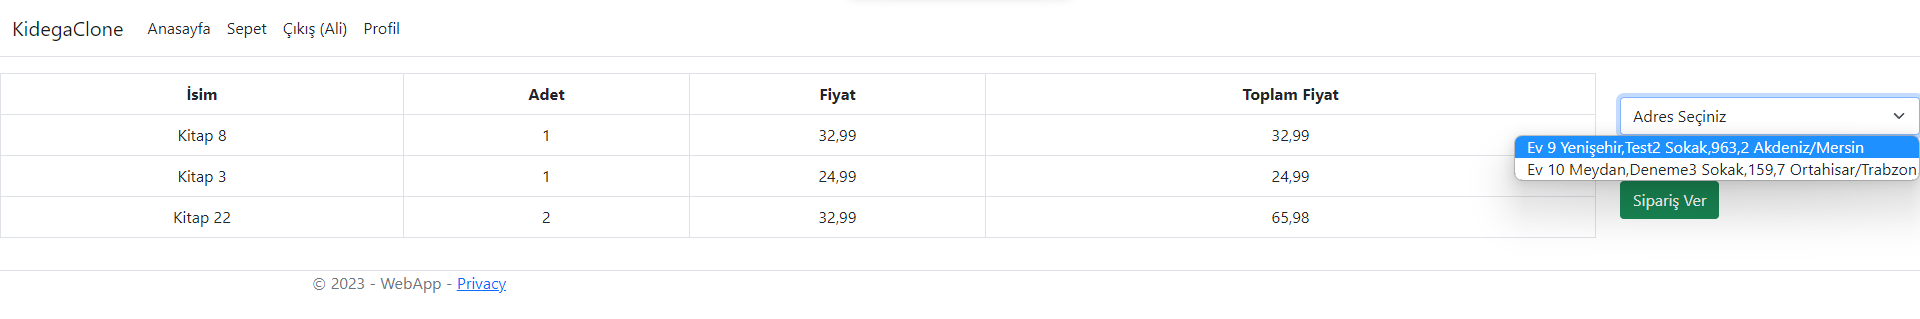 KidegaClone Anasayfa Sepet Çıkış (Ali) Profil
İsim Adet Fiyat Toplam Fiyat
Kitap 8 1 32,99 32,99
Kitap 3 1 24,99 24,99
Kitap 22 2 32,99 65,98
Adres Seçiniz
Ev 9 Yenişehir,Test2 Sokak,963,2 Akdeniz/Mersin
Ev 10 Meydan,Deneme3 Sokak,159,7 Ortahisar/Trabzon
Sipariş Ver
© 2023 - WebApp - Privacy